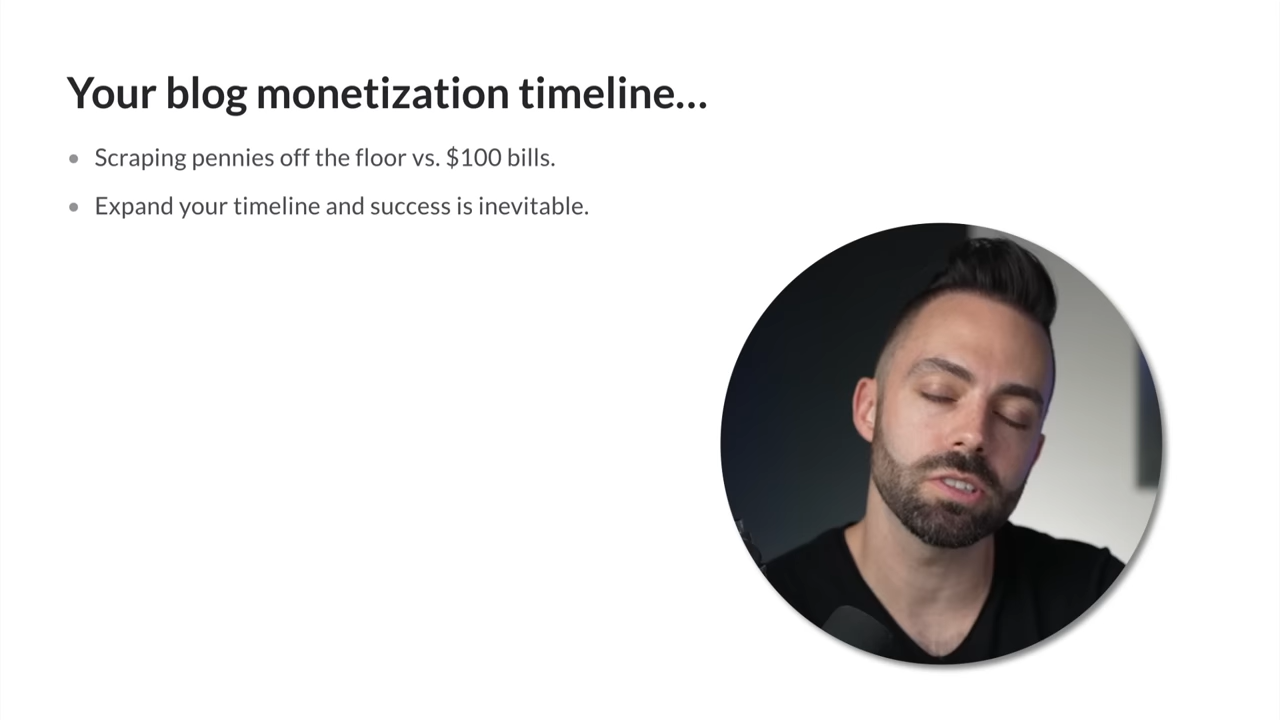 Your blog monetization timeline...
Scraping pennies off the floor vs. $100 bills.
Expand your timeline and success is inevitable.